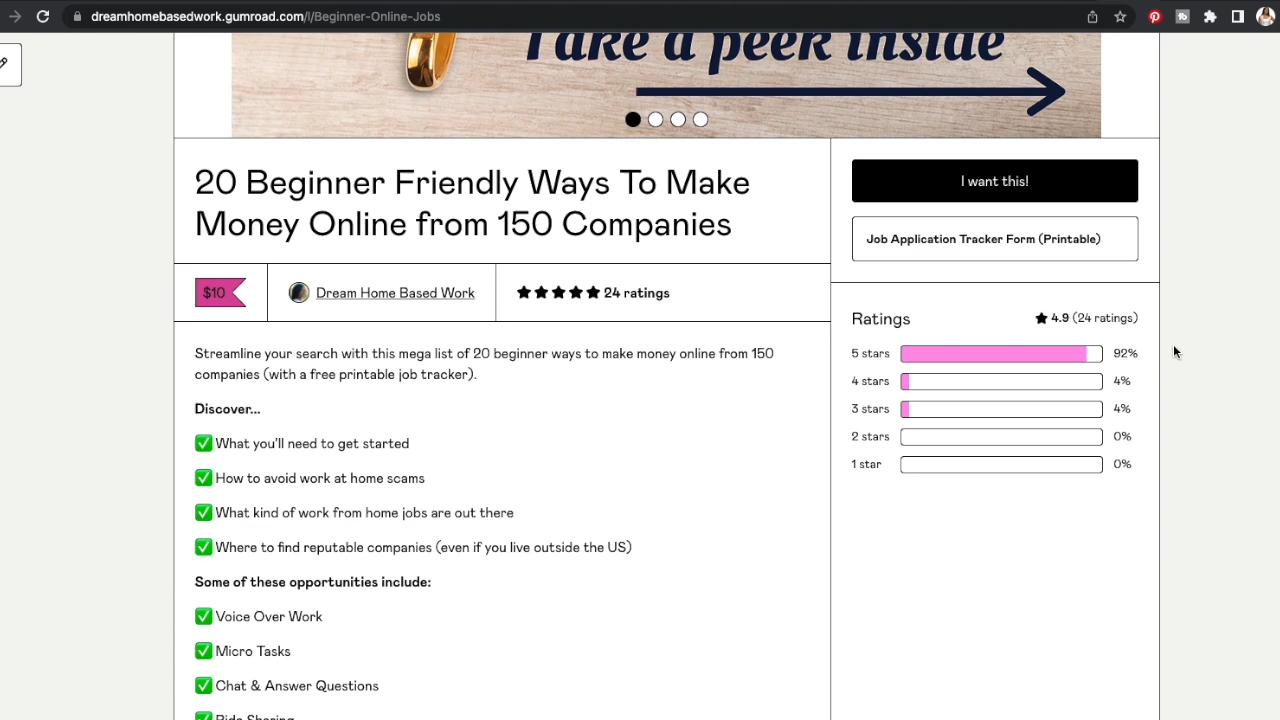 dreamhomebasedwork.gumroad.com/l/Beginner-Online-Jobs
Take a peek inside
20 Beginner Friendly Ways To Make
Money Online from 150 Companies
$10
Dream Home Based Work
24 ratings
Streamline your search with this mega list of 20 beginner ways to make money online from 150
companies (with a free printable job tracker).
Discover...
What you'll need to get started
How to avoid work at home scams
What kind of work from home jobs are out there
Where to find reputable companies (even if you live outside the US)
Some of these opportunities include:
Voice Over Work
Micro Tasks
Chat & Answer Questions
Ride Sharing
I want this!
Job Application Tracker Form (Printable)
Ratings 4.9 (24 ratings)
5 stars 92%
4 stars 4%
3 stars 4%
2 stars 0%
1 star 0%